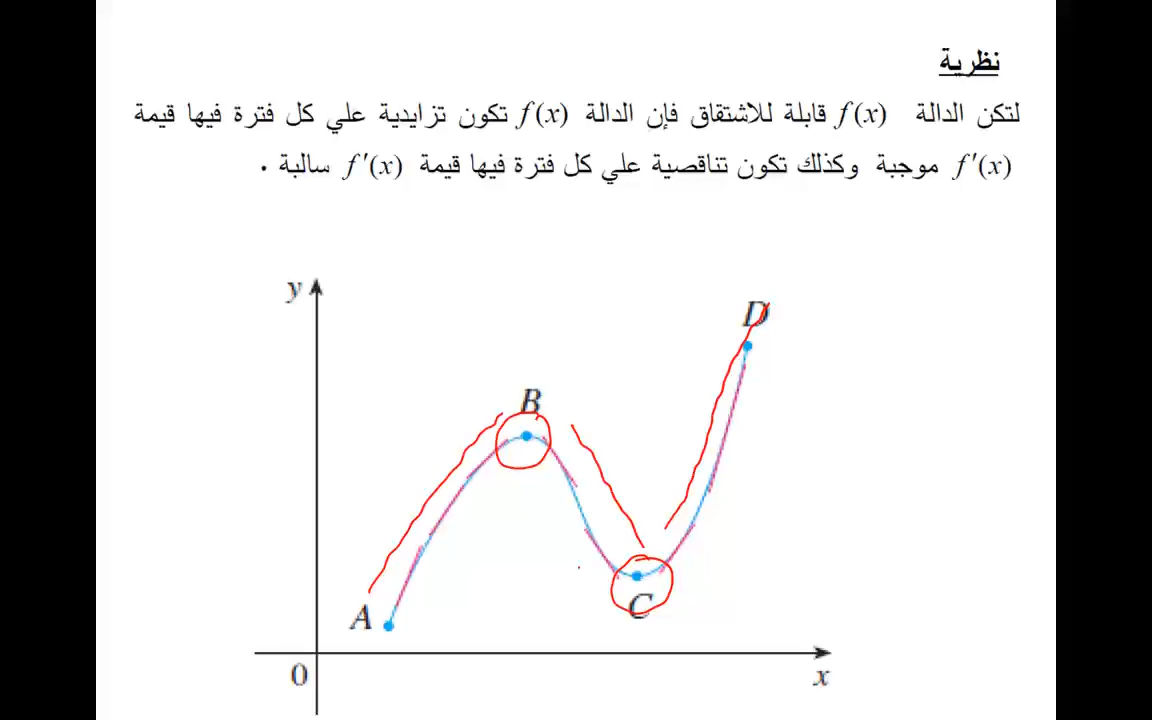 نظرية
لتكن الدالة f(x) قابلة للاشتقاق فإن الدالة f(x) تكون تزايدية علي كل فترة فيها قيمة
f′(x) موجبة وكذلك تكون تناقصية علي كل فترة فيها قيمة f′(x) سالبة .
y
D
B
A
C
0
x